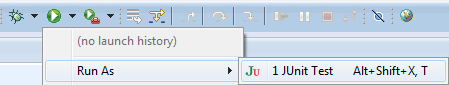 (no launch history)
Run As
JU 1 JUnit Test Alt+Shift+X, T